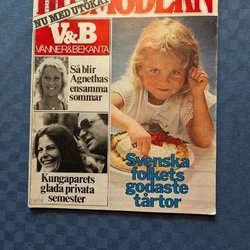 NU MED UTÖKAT
V&B
VÄNNER&BEKANTA
Så blir
Agnethas
ensamma
sommar
Kungaparets
glada privata
semester
Svenska
folkets
godaste
tårtor